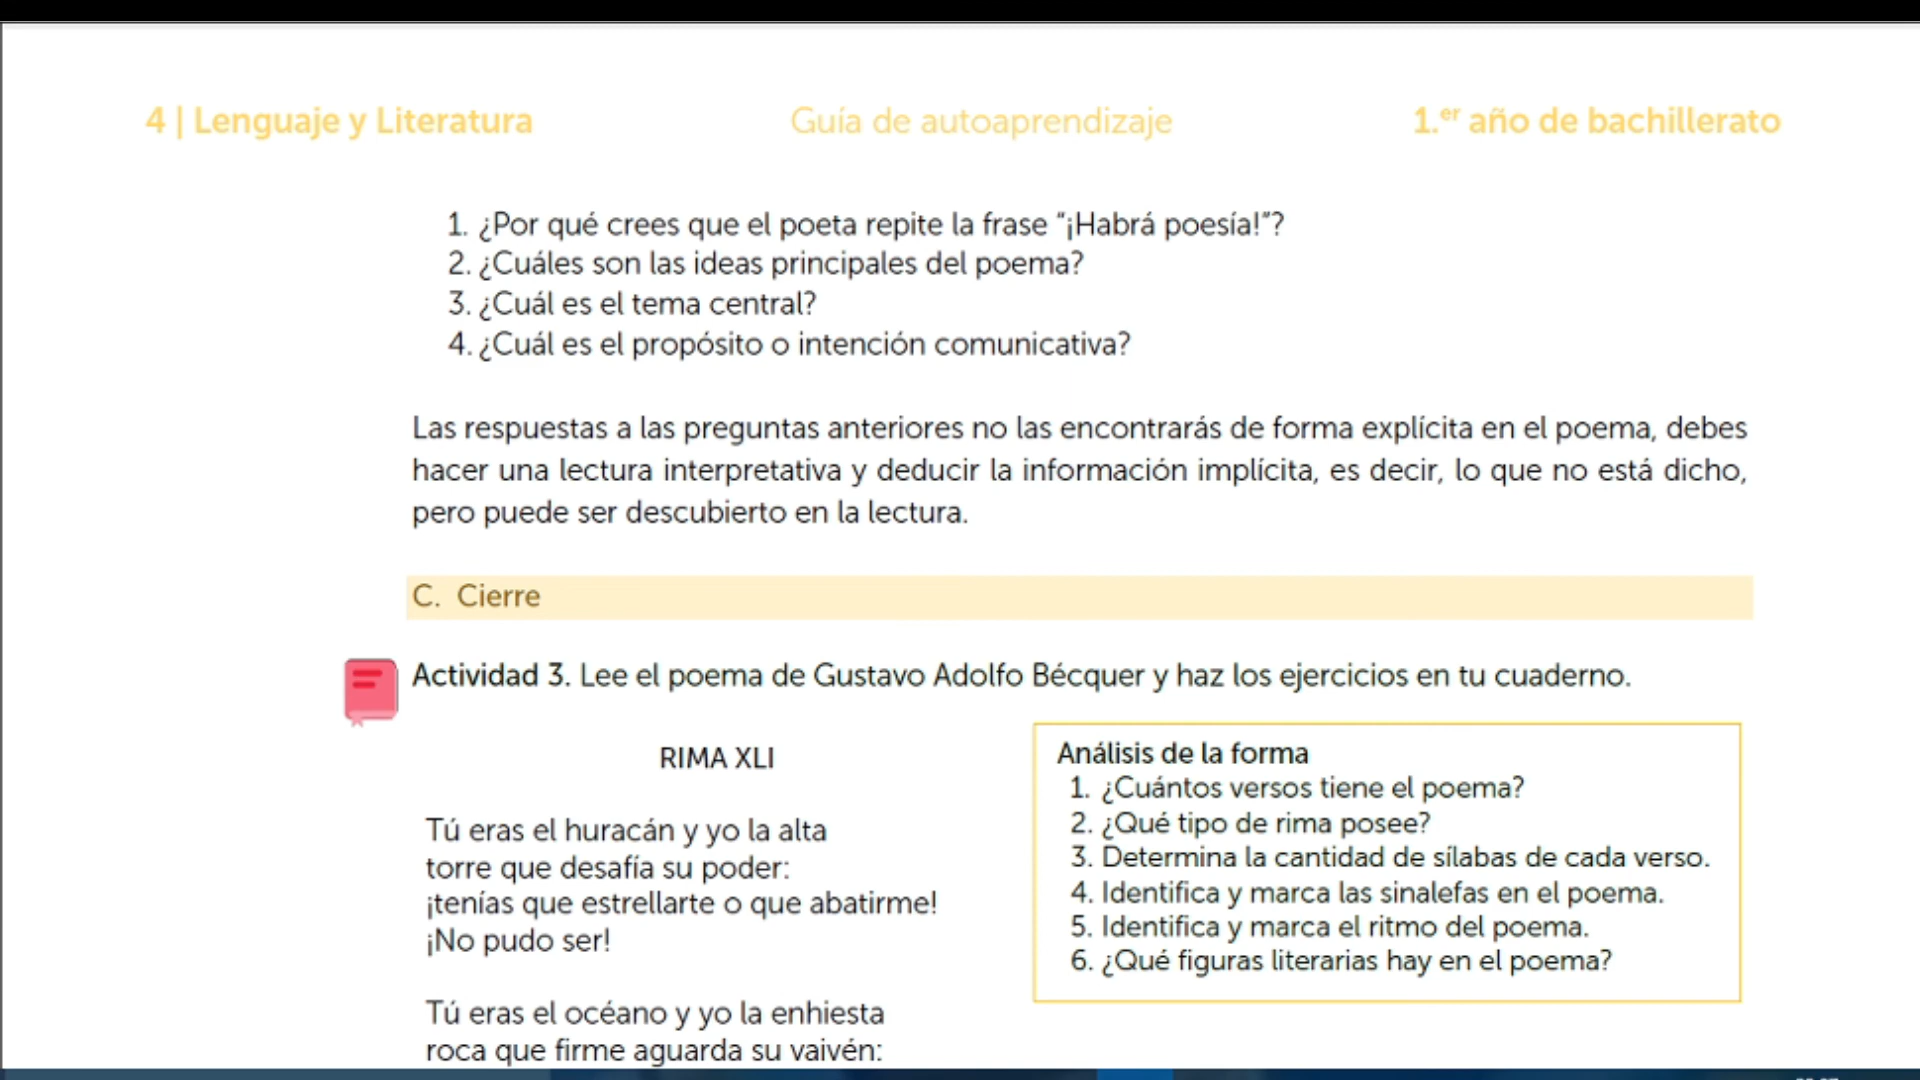 4 | Lenguaje y Literatura
Guía de autoaprendizaje
1.er año de bachillerato
1. ¿Por qué crees que el poeta repite la frase “¡Habrá poesía!”?
2. ¿Cuáles son las ideas principales del poema?
3. ¿Cuál es el tema central?
4. ¿Cuál es el propósito o intención comunicativa?
Las respuestas a las preguntas anteriores no las encontrarás de forma explícita en el poema, debes
hacer una lectura interpretativa y deducir la información implícita, es decir, lo que no está dicho,
pero puede ser descubierto en la lectura.
C. Cierre
Actividad 3. Lee el poema de Gustavo Adolfo Bécquer y haz los ejercicios en tu cuaderno.
RIMA XLI
Tú eras el huracán y yo la alta
torre que desafía su poder:
¡tenías que estrellarte o que abatirme!
¡No pudo ser!
Tú eras el océano y yo la enhiesta
roca que firme aguarda su vaivén:
Análisis de la forma
1. ¿Cuántos versos tiene el poema?
2. ¿Qué tipo de rima posee?
3. Determina la cantidad de sílabas de cada verso.
4. Identifica y marca las sinalefas en el poema.
5. Identifica y marca el ritmo del poema.
6. ¿Qué figuras literarias hay en el poema?